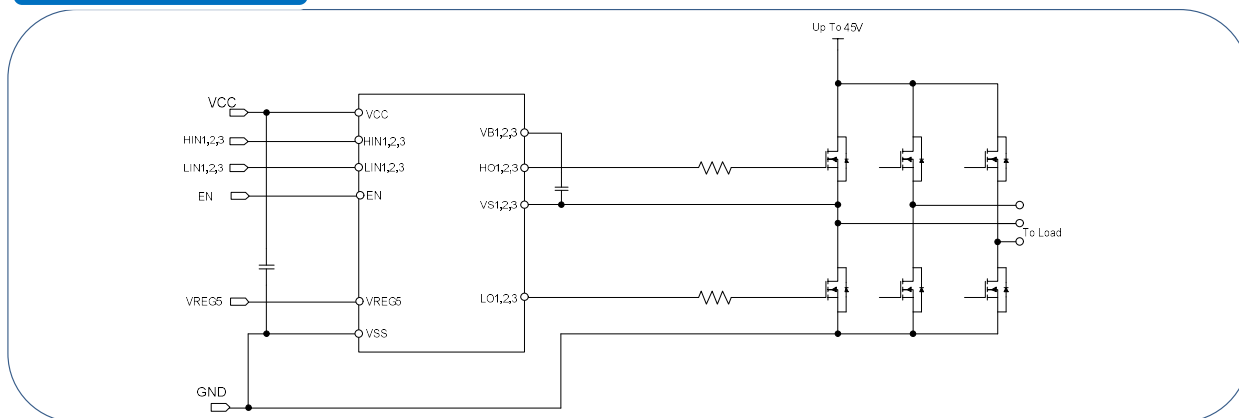 Up To 45V
VCC
VCC
HIN1,2,3
HIN1,2,3
LIN1,2,3
LIN1,2,3
EN
EN
VREG5
VREG5
VSS
GND
VB1,2,3
HO1,2,3
VS1,2,3
LO1,2,3
To Load